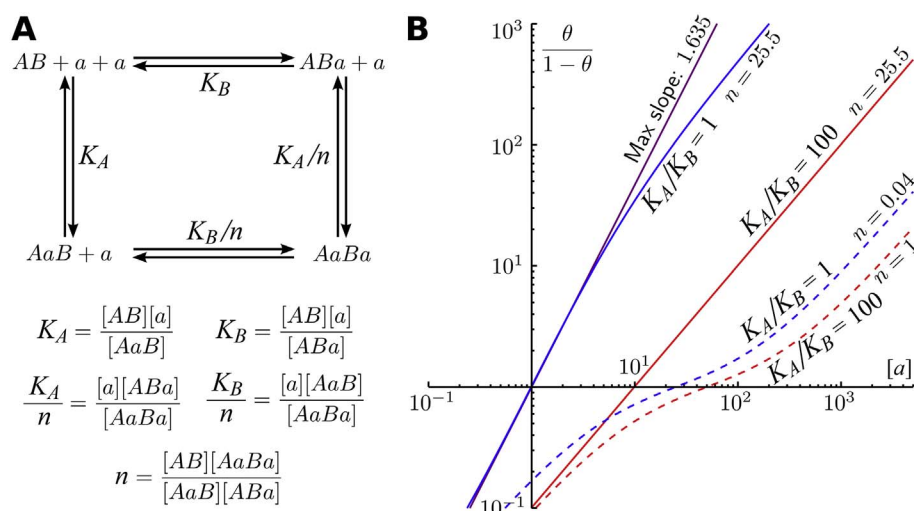 A
AB + a + a
ABa + a
K_B
K_A
K_A/n
K_B/n
AaB + a
AaBa
K_A = [AB][a] / [AaB]
K_B = [AB][a] / [ABa]
K_A / n = [a][ABa] / [AaBa]
K_B / n = [a][AaB] / [AaBa]
n = [AB][AaBa] / [AaB][ABa]
B
10^3
θ / 1 − θ
Max slope: 1.635
K_A/K_B = 1
n = 25.5
10^2
K_A/K_B = 100
n = 25.5
10^1
K_A/K_B = 1
n = 0.04
K_A/K_B = 100
n = 1
10^1
[a]
10^-1
10^2
10^3
10^-1